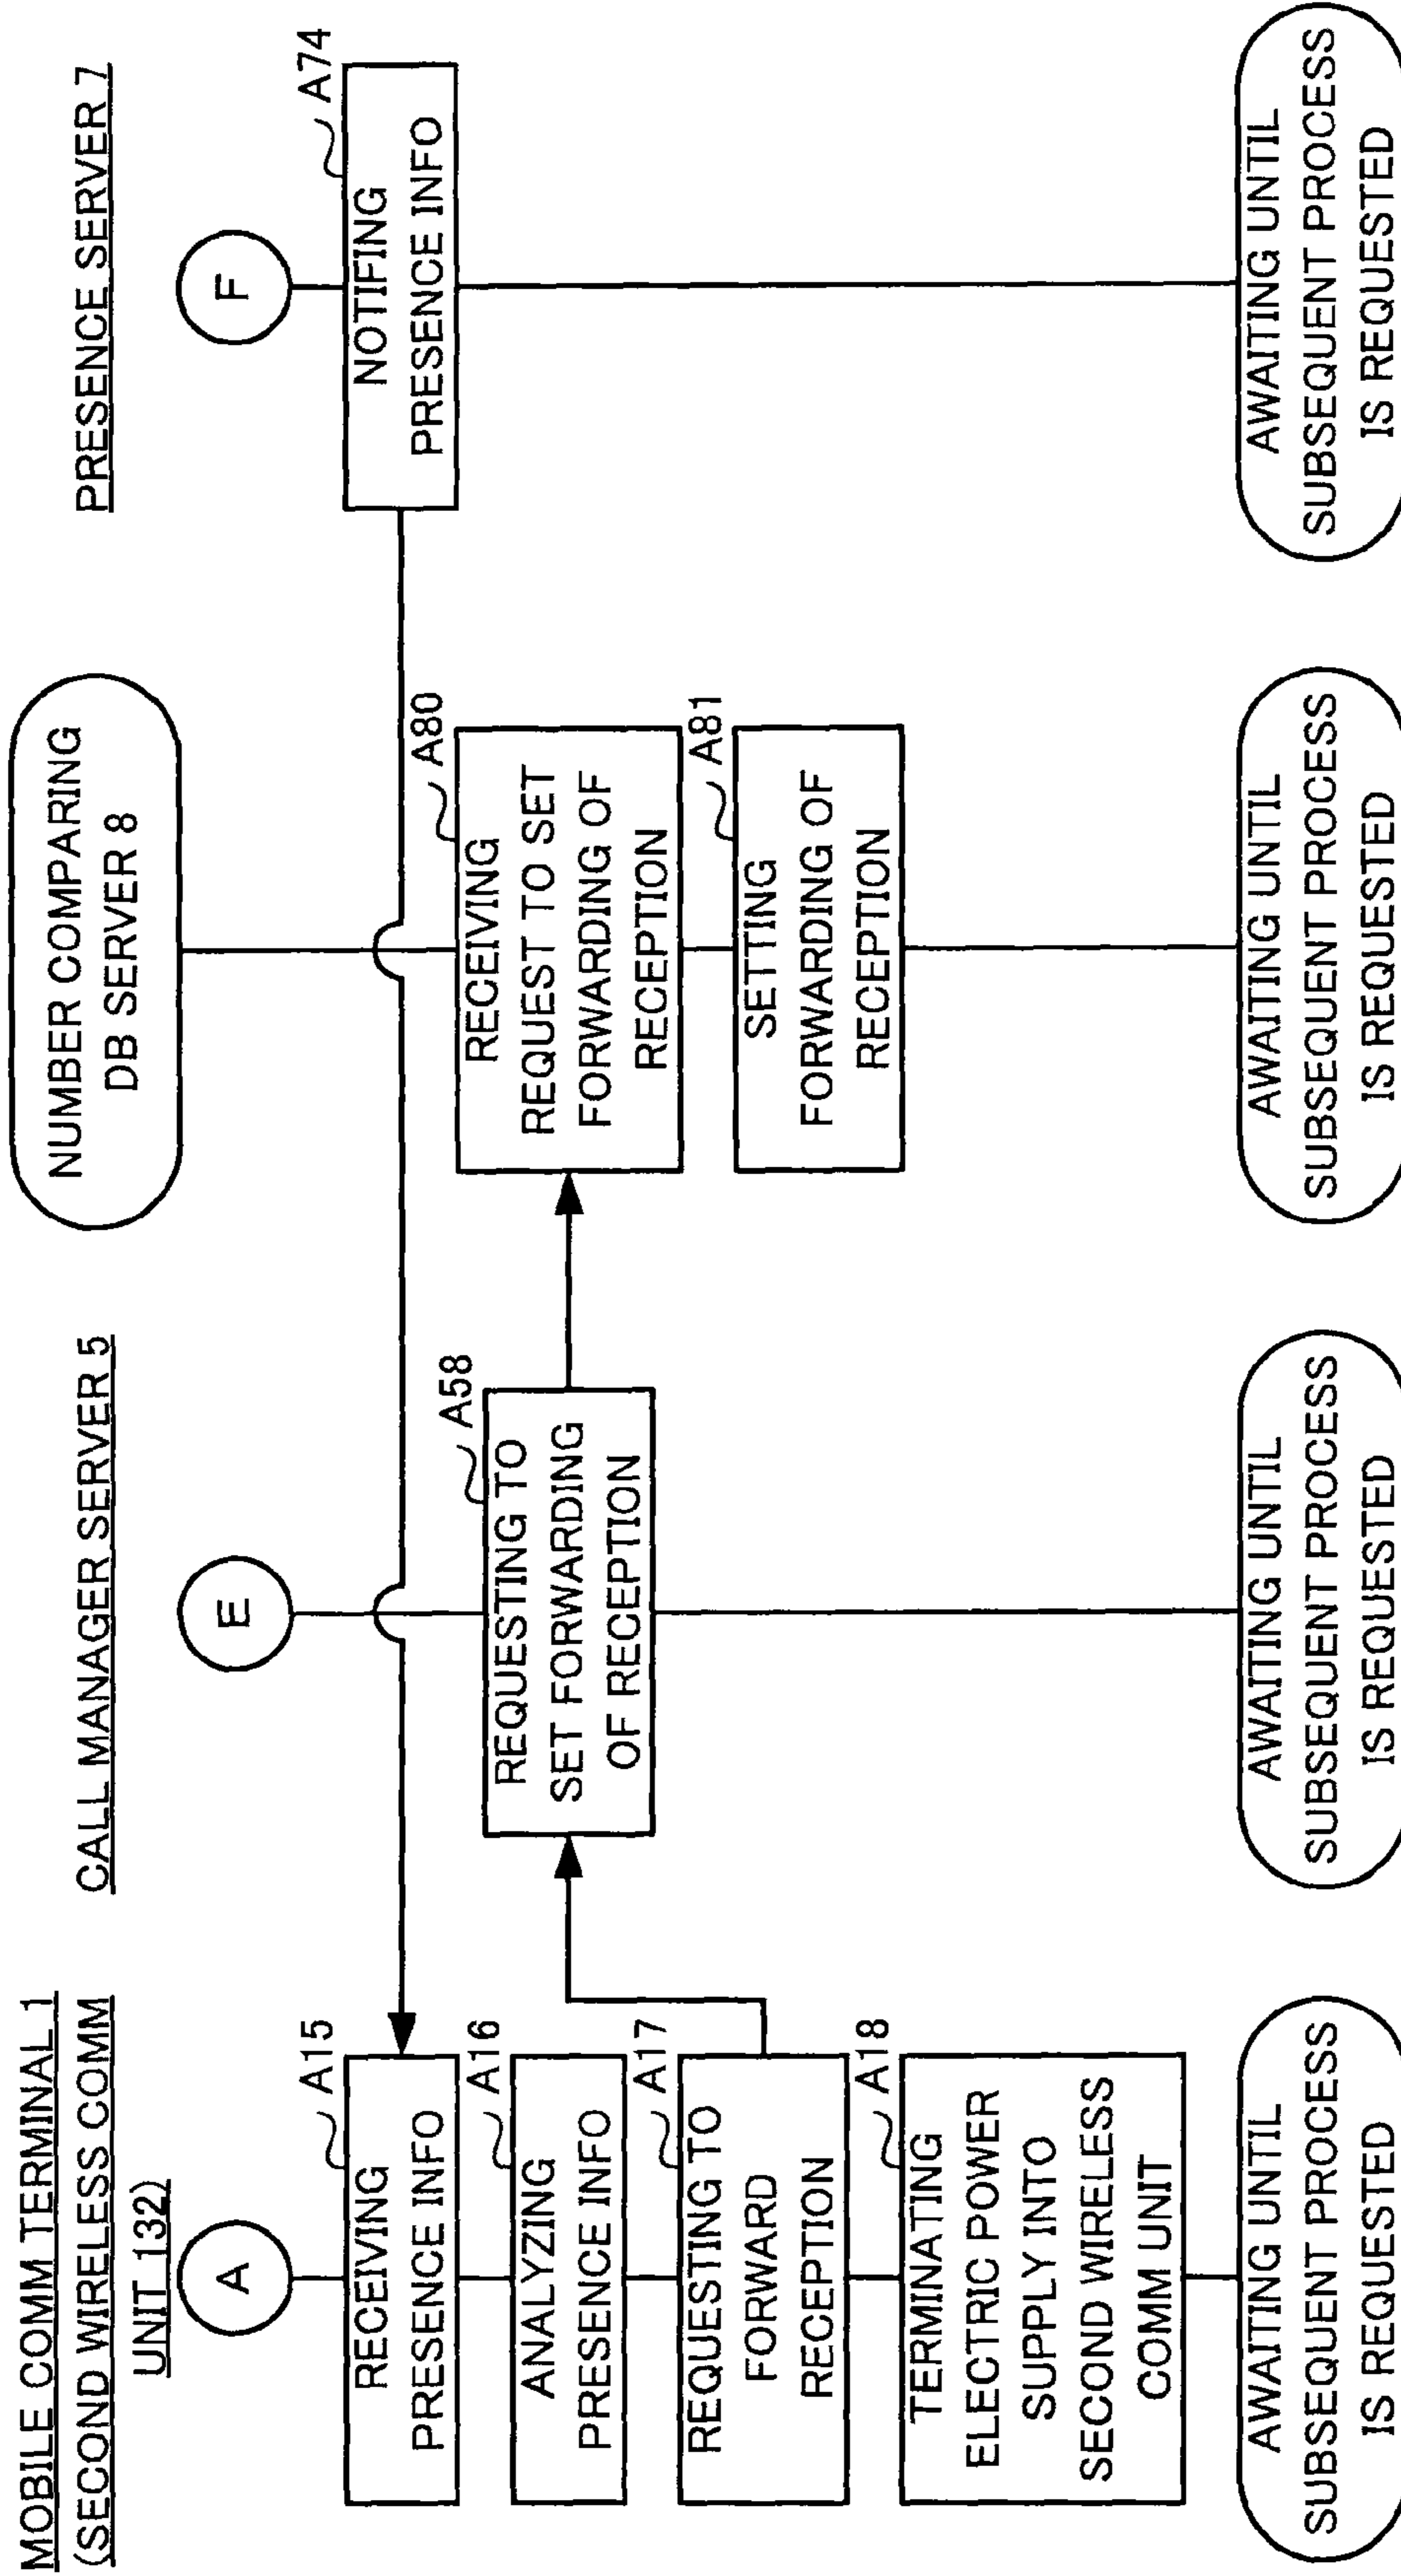 MOBILE COMM TERMINAL 1
(SECOND WIRELESS COMM
UNIT 132)
A
A15
RECEIVING
PRESENCE INFO
A16
ANALYZING
PRESENCE INFO
A17
REQUESTING TO
FORWARD
RECEPTION
A18
TERMINATING
ELECTRIC POWER
SUPPLY INTO
SECOND WIRELESS
COMM UNIT
AWAITING UNTIL
SUBSEQUENT PROCESS
IS REQUESTED
CALL MANAGER SERVER 5
E
A58
REQUESTING TO
SET FORWARDING
OF RECEPTION
AWAITING UNTIL
SUBSEQUENT PROCESS
IS REQUESTED
NUMBER COMPARING
DB SERVER 8
A80
RECEIVING
REQUEST TO SET
FORWARDING OF
RECEPTION
A81
SETTING
FORWARDING OF
RECEPTION
AWAITING UNTIL
SUBSEQUENT PROCESS
IS REQUESTED
PRESENCE SERVER 7
F
A74
NOTIFING
PRESENCE INFO
AWAITING UNTIL
SUBSEQUENT PROCESS
IS REQUESTED